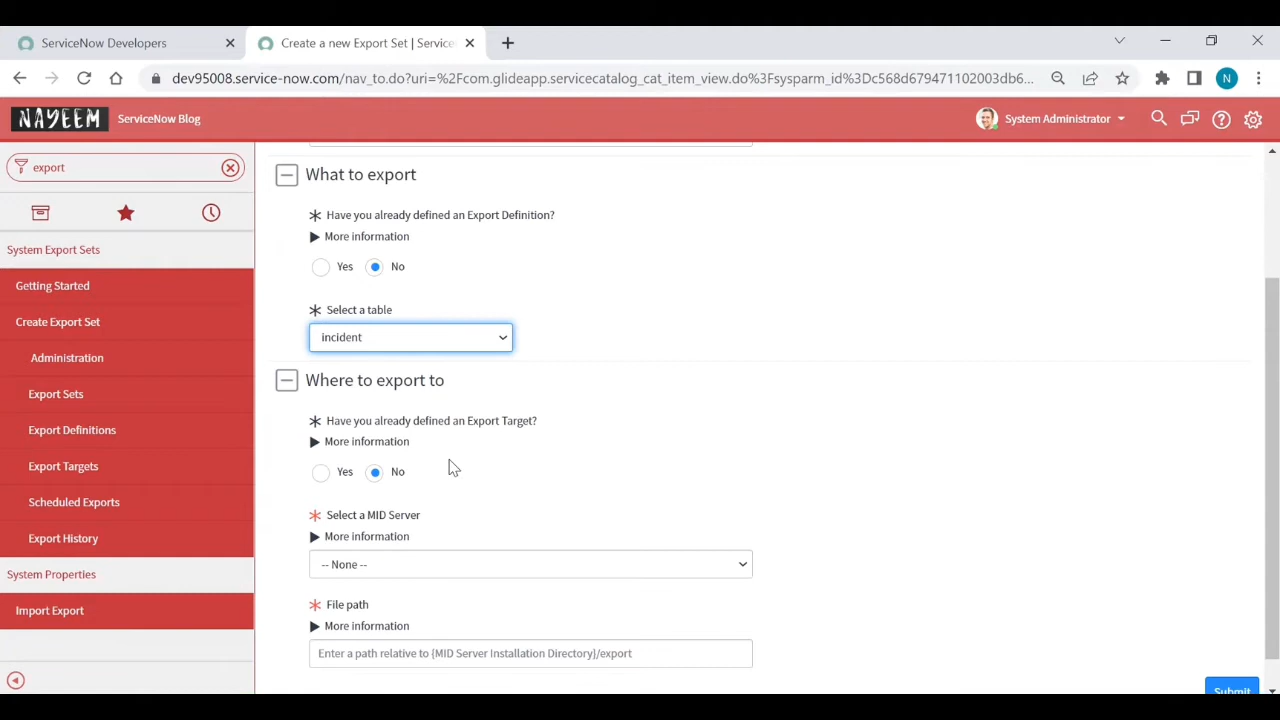 ServiceNow Developers
Create a new Export Set | Service
dev95008.service-now.com/nav_to.do?uri=%2Fcom.glideapp.servicecatalog_cat_item_view.do%3Fsysparm_id%3Dc568d679471102003db6...
N
NAYEEM
ServiceNow Blog
System Administrator
export
What to export
Have you already defined an Export Definition?
More information
Yes
No
System Export Sets
Getting Started
Create Export Set
Administration
Export Sets
Export Definitions
Export Targets
Scheduled Exports
Export History
System Properties
Import Export
Select a table
incident
Where to export to
Have you already defined an Export Target?
More information
Yes
No
Select a MID Server
More information
-- None --
File path
More information
Enter a path relative to {MID Server Installation Directory}/export
Submit